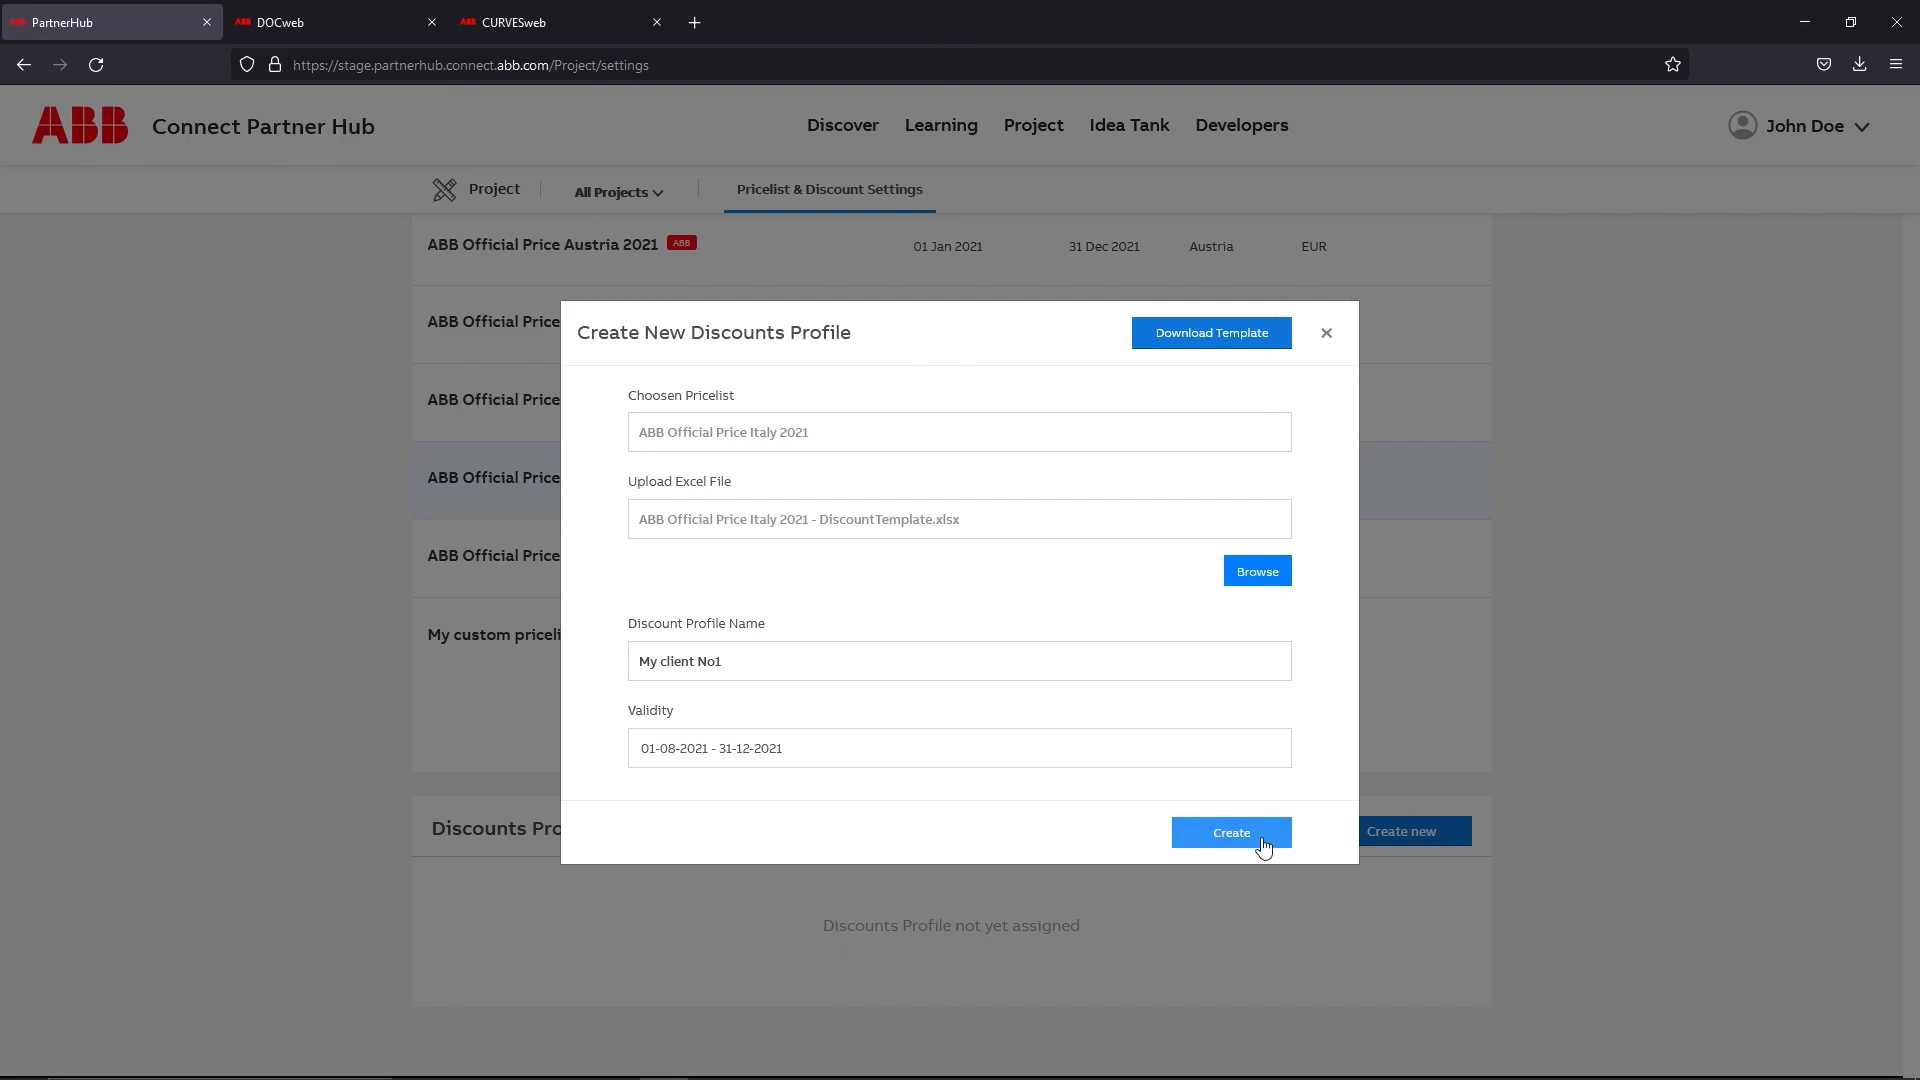 PartnerHub
ABB DOCweb
ABB CURVESweb
https://stage.partnerhub.connect.abb.com/Project/settings
ABB Connect Partner Hub
Discover Learning Project Idea Tank Developers
John Doe
Project All Projects Pricelist & Discount Settings
ABB Official Price Austria 2021 ABB 01 Jan 2021 31 Dec 2021 Austria EUR
ABB Official Price
ABB Official Price
ABB Official Price
ABB Official Price
My custom priceli
Create New Discounts Profile
Download Template
Choosen Pricelist
ABB Official Price Italy 2021
Upload Excel File
ABB Official Price Italy 2021 - DiscountTemplate.xlsx
Browse
Discount Profile Name
My client No1
Validity
01-08-2021 - 31-12-2021
Create
Discounts Pro
Create new
Discounts Profile not yet assigned